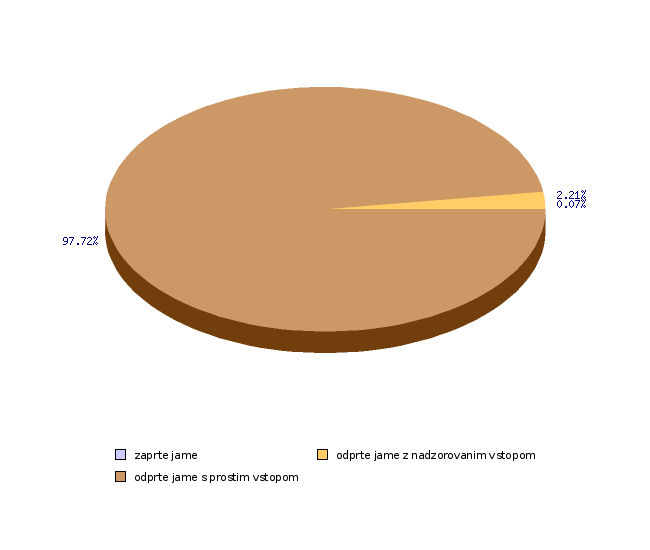 2.21%
0.07%
97.72%
zaprte jame
odprte jame z nadzorovanim vstopom
odprte jame s prostim vstopom